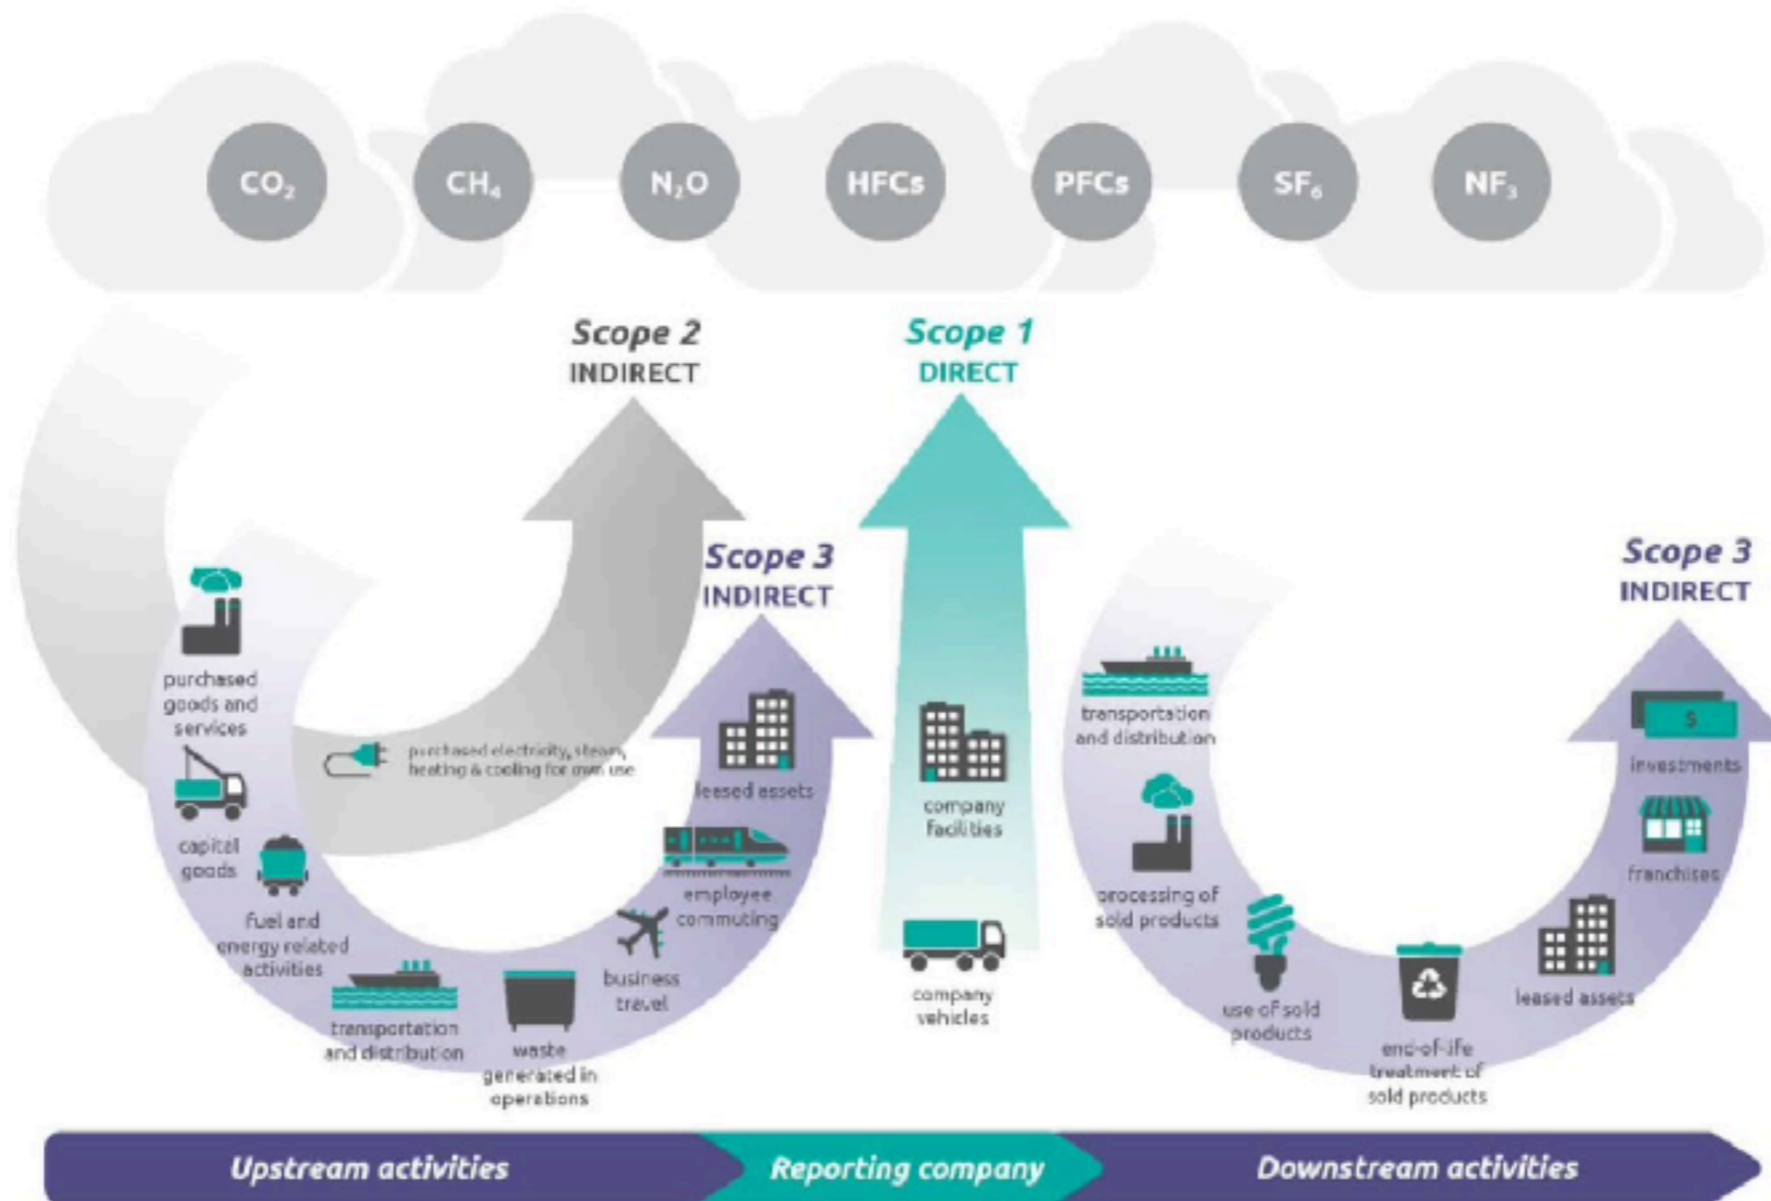 CO₂
CH₄
N₂O
HFCs
PFCs
SF₆
NF₃
Scope 2
INDIRECT
Scope 1
DIRECT
Scope 3
INDIRECT
Scope 3
INDIRECT
purchased
goods and
services
capital
goods
fuel and
energy related
activities
transportation
and distribution
waste
generated in
operations
business
travel
employee
commuting
leased assets
purchased electricity, steam,
heating & cooling for own use
company
facilities
company
vehicles
transportation
and distribution
processing of
sold products
use of sold
products
end-of-life
treatment of
sold products
leased assets
franchises
$
investments
Upstream activities
Reporting company
Downstream activities